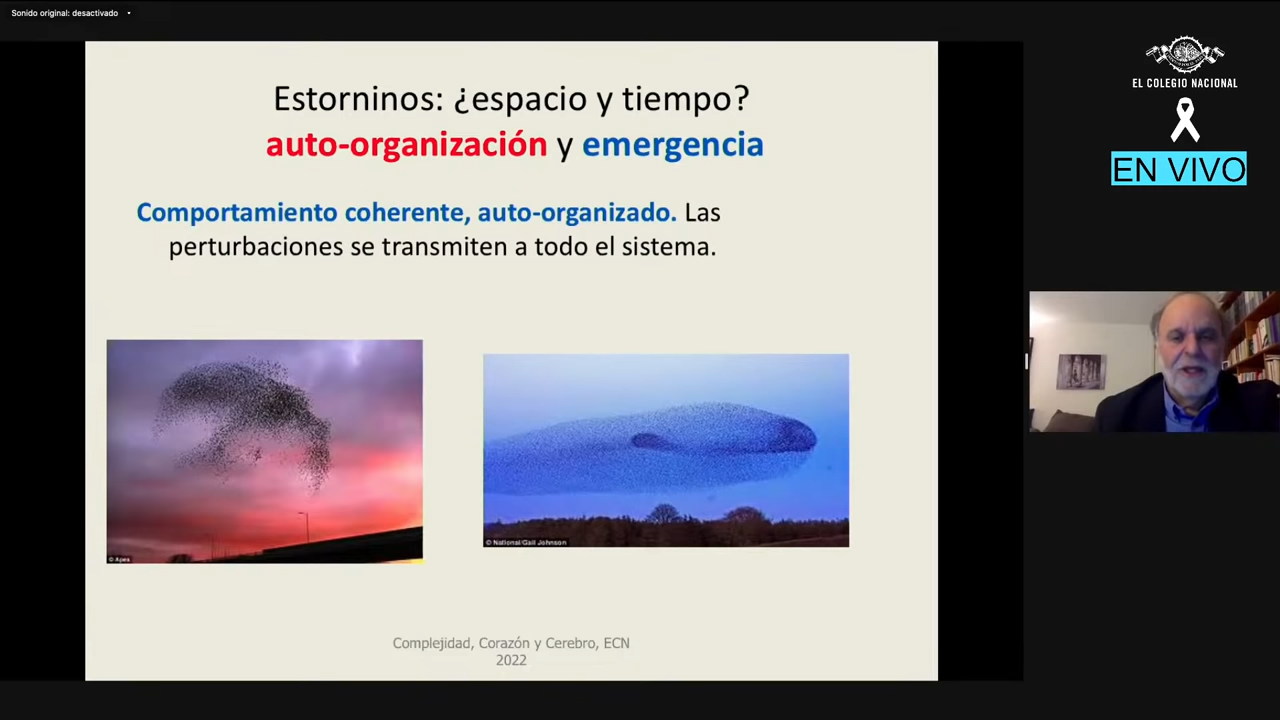 Sonido original: desactivado
EL COLEGIO NACIONAL
EN VIVO
Estorninos: ¿espacio y tiempo?
auto-organización y emergencia
Comportamiento coherente, auto-organizado. Las
perturbaciones se transmiten a todo el sistema.
© Apex
© National/Gail Johnson
Complejidad, Corazón y Cerebro, ECN
2022